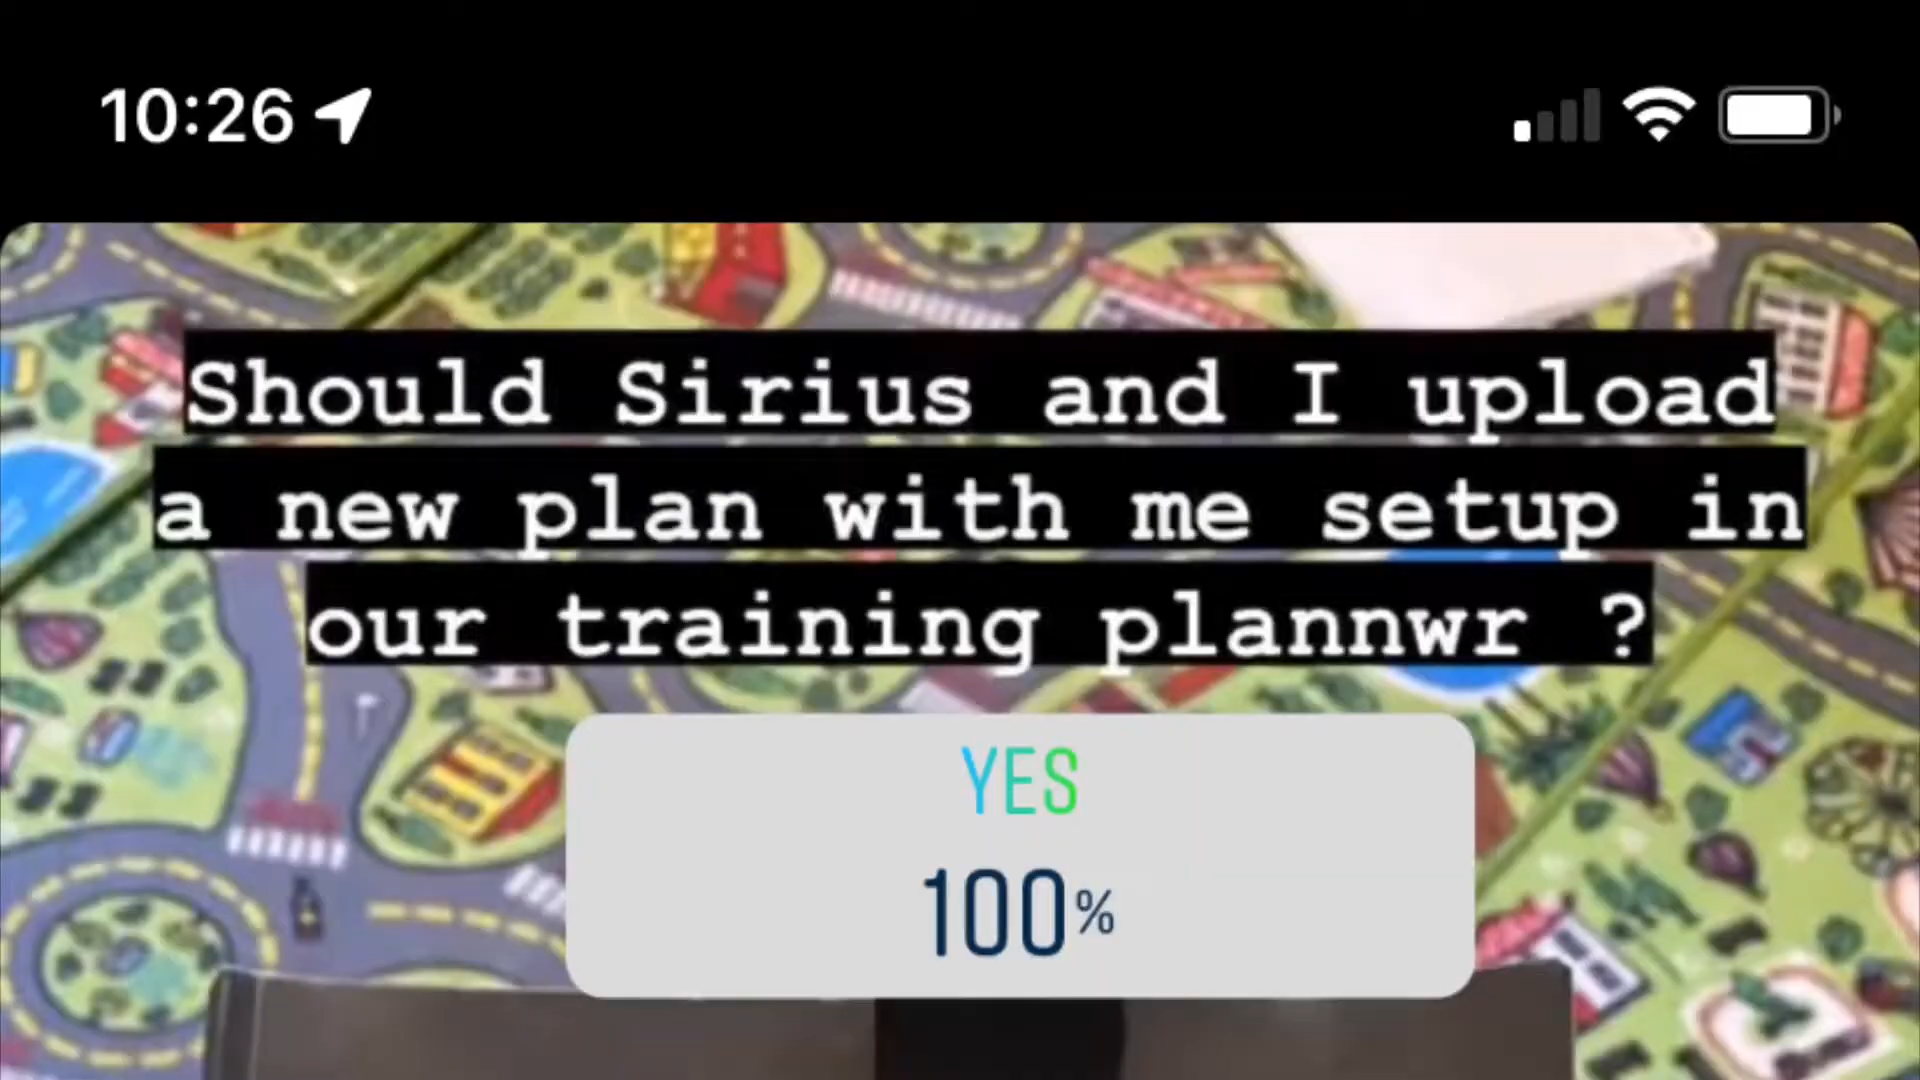 10:26
Should Sirius and I upload
a new plan with me setup in
our training plannwr ?
YES
100%